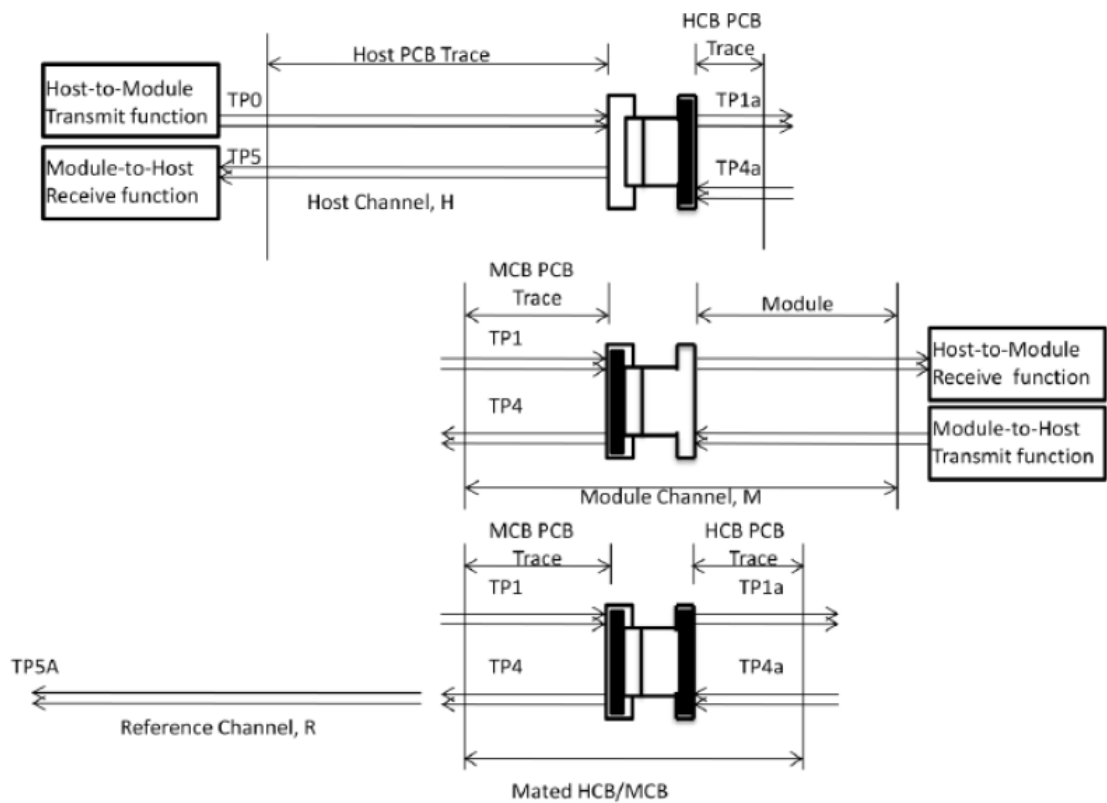 HCB PCB
Trace
Host PCB Trace
Host-to-Module
Transmit function
TP0
TP1a
Module-to-Host
Receive function
TP5
TP4a
Host Channel, H
MCB PCB
Trace
Module
TP1
Host-to-Module
Receive function
TP4
Module-to-Host
Transmit function
Module Channel, M
MCB PCB
Trace
HCB PCB
Trace
TP1
TP1a
TP5A
TP4
TP4a
Reference Channel, R
Mated HCB/MCB